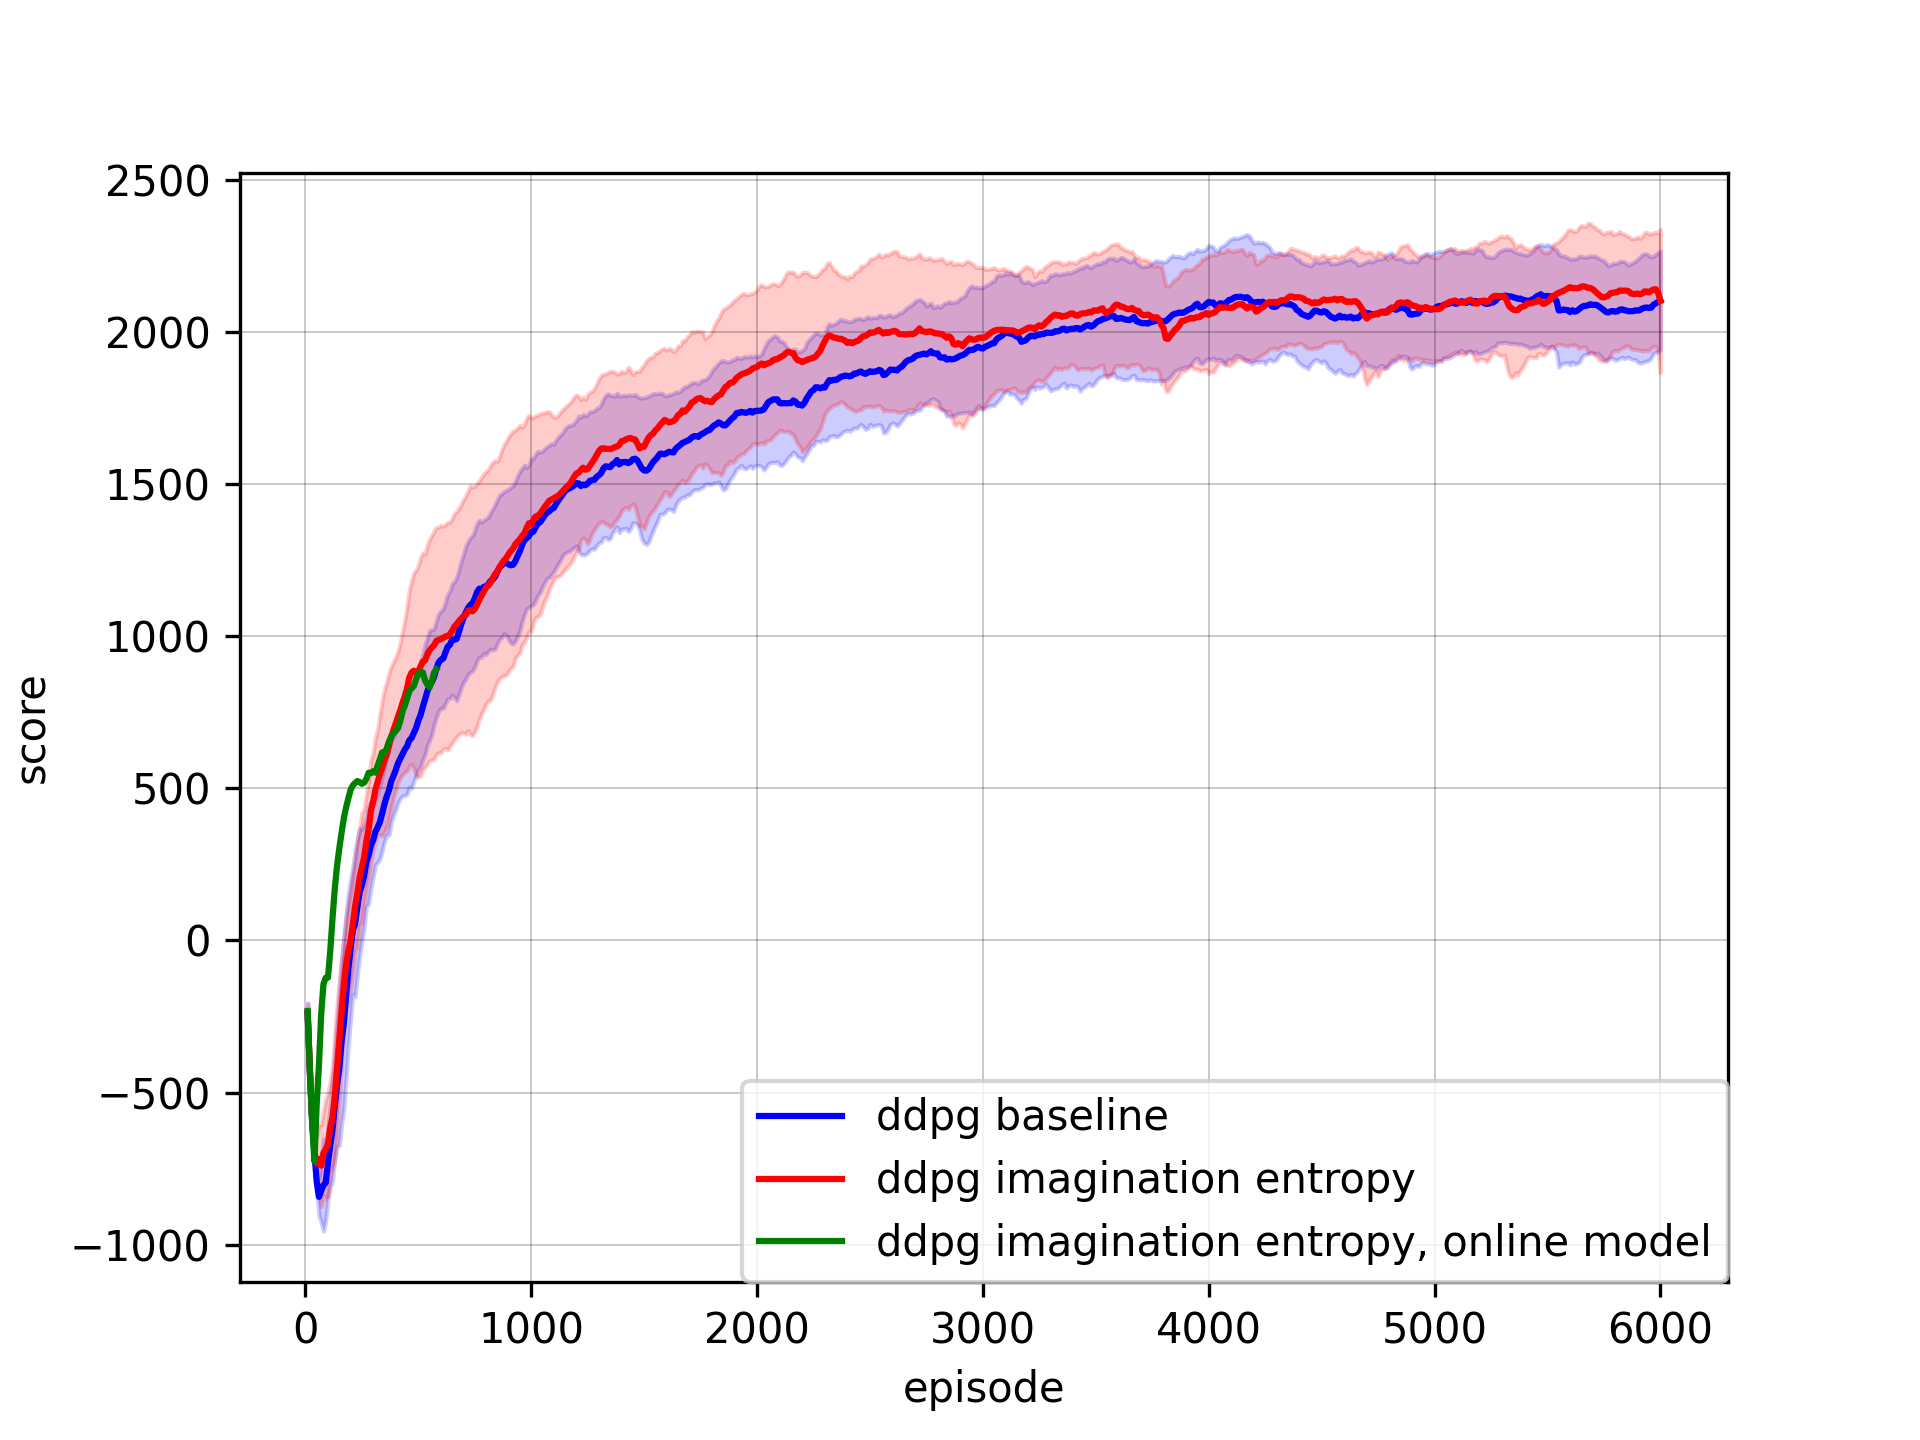 2500
2000
1500
1000
500
0
−500
−1000
score
0 1000 2000 3000 4000 5000 6000
episode
ddpg baseline
ddpg imagination entropy
ddpg imagination entropy, online model